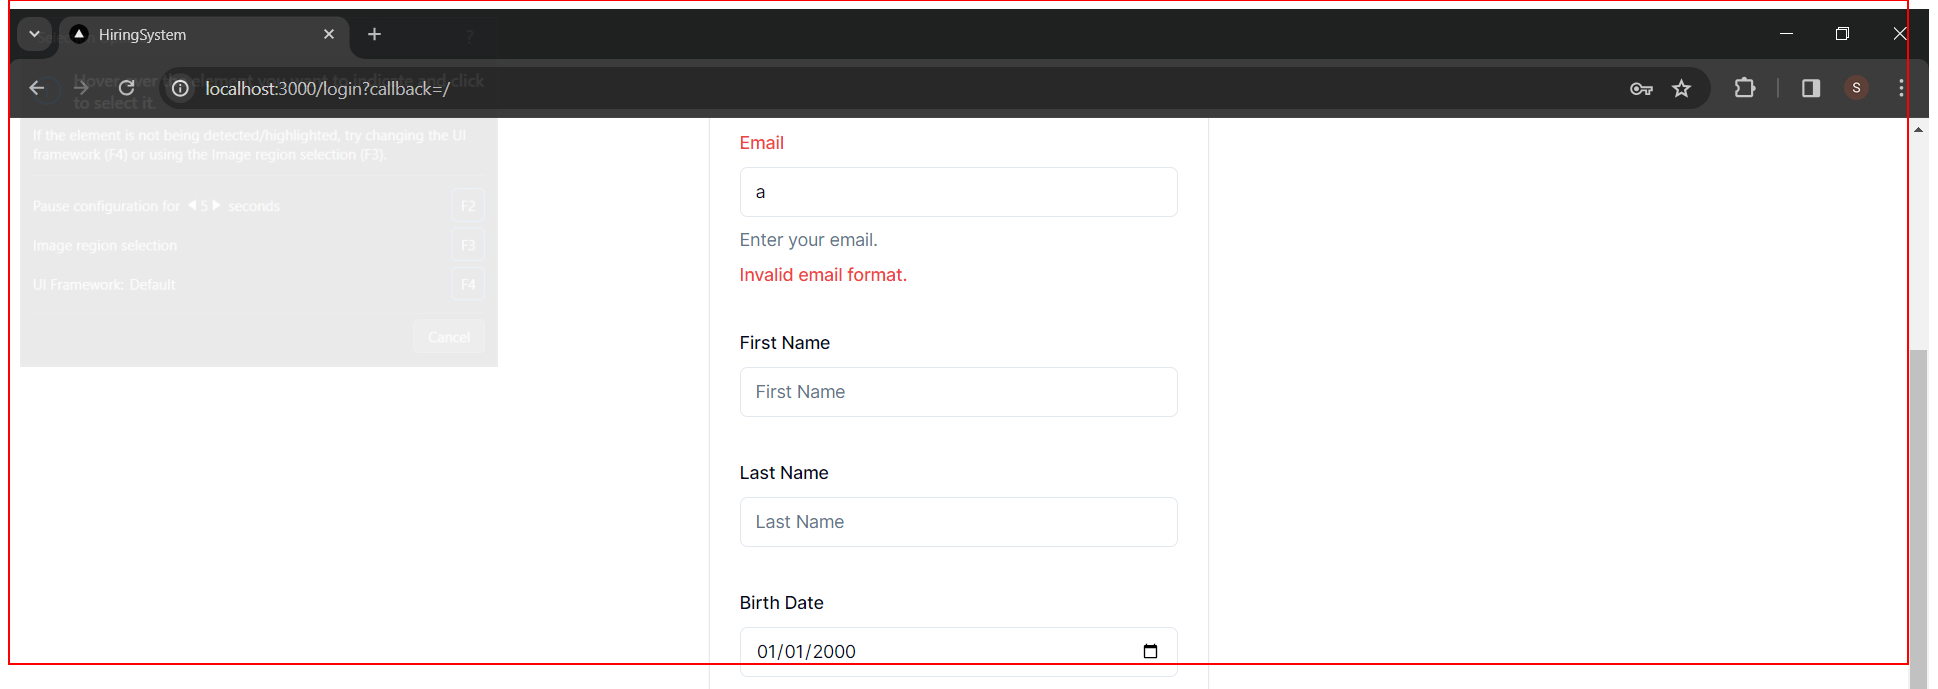 HiringSystem
Hover over the element you want to indicate and click
to select it.
localhost:3000/login?callback=/
S
If the element is not being detected/highlighted, try changing the UI
framework (F4) or using the Image region selection (F3).
Pause configuration for 5 seconds
F2
Image region selection
F3
UI Framework: Default
F4
Cancel
Email
a
Enter your email.
Invalid email format.
First Name
First Name
Last Name
Last Name
Birth Date
01/01/2000